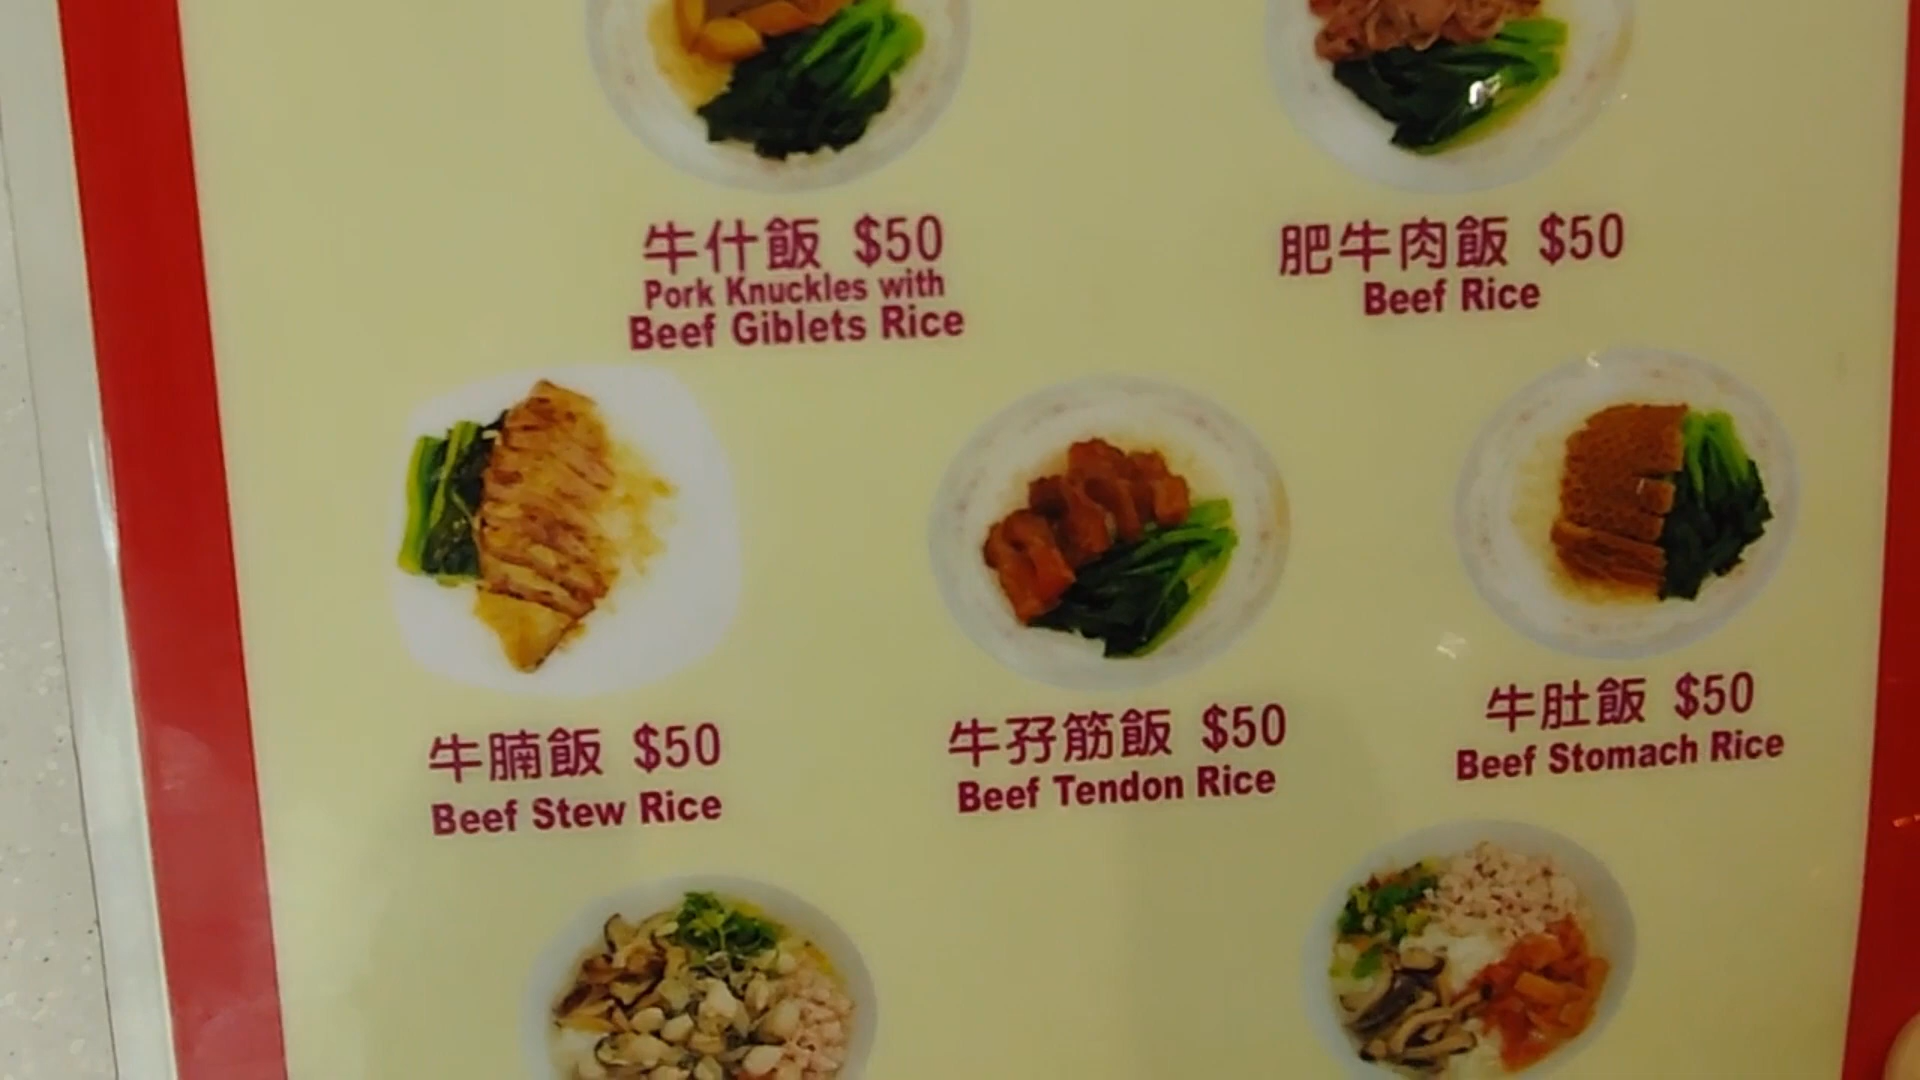 牛什飯 $50
Pork Knuckles with
Beef Giblets Rice
肥牛肉飯 $50
Beef Rice
牛腩飯 $50
Beef Stew Rice
牛孖筋飯 $50
Beef Tendon Rice
牛肚飯 $50
Beef Stomach Rice